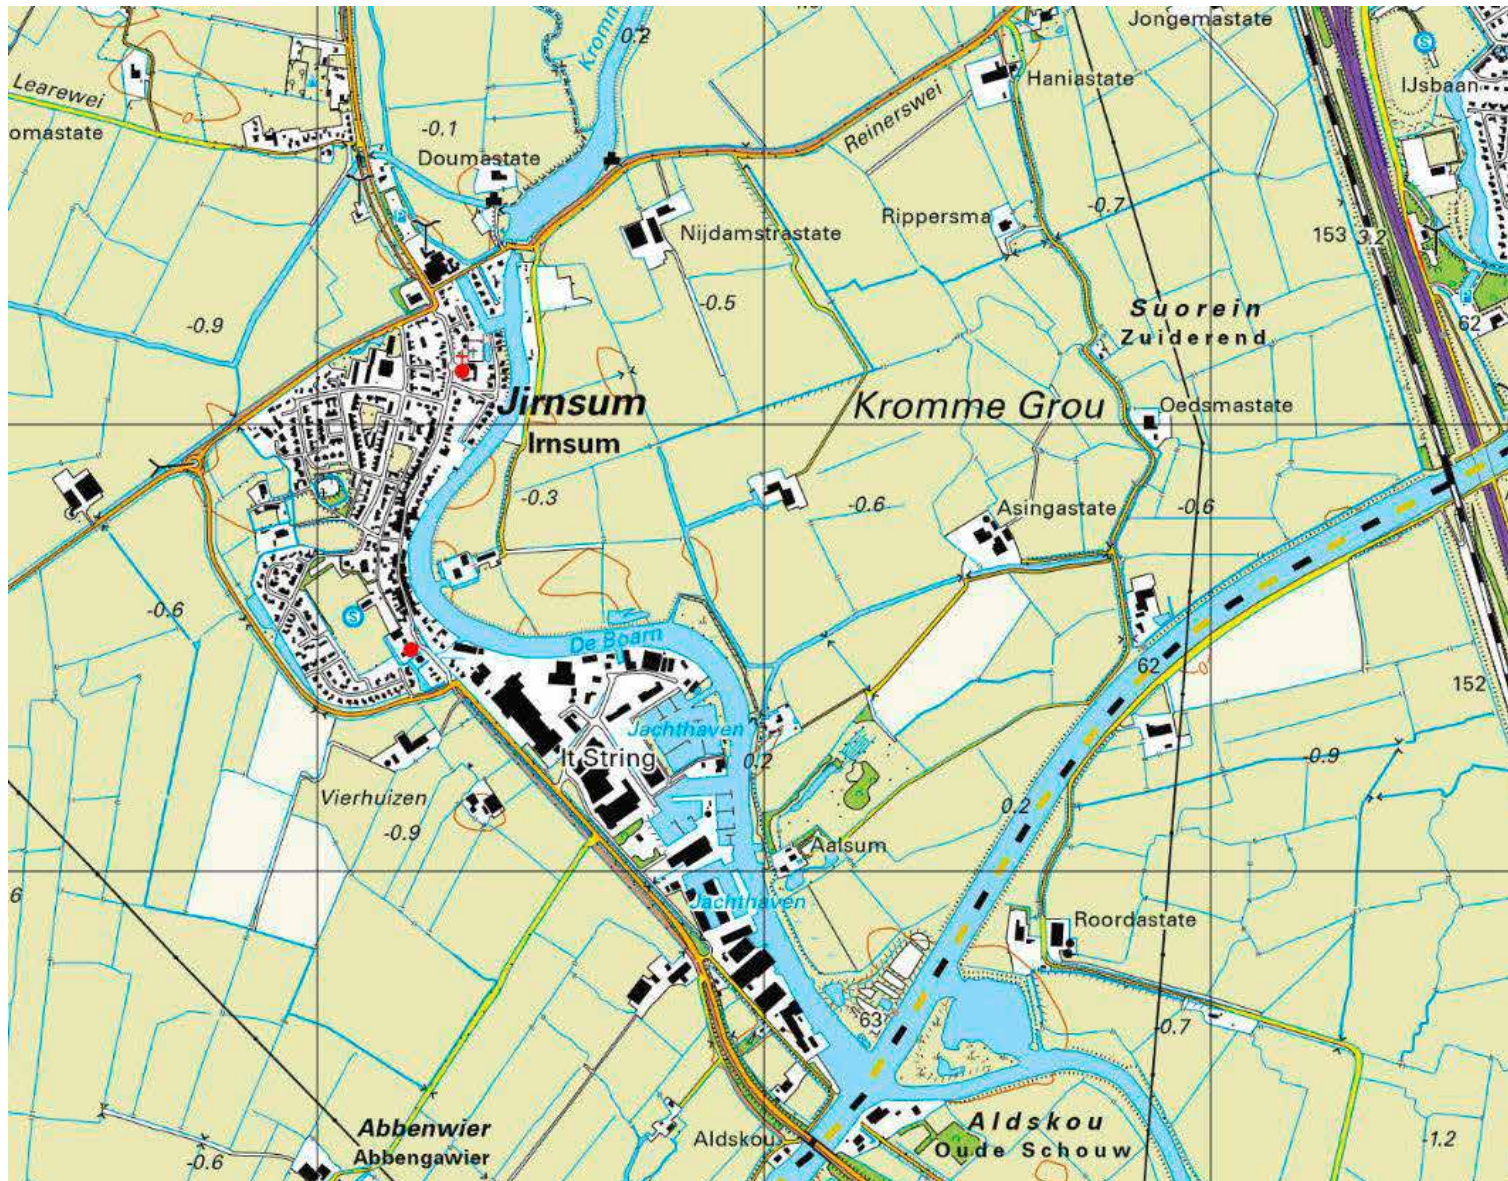 Jongemastate
0.2
Kromm
Haniastate
S
IJsbaan
Learewei
0
omastate
-0.1
Reinerswei
Doumastate
-0.7
P
Rippersma
Nijdamstrastate
153
3.2
-0.5
Suorein
Zuiderend
62
-0.9
Jirnsum
Irnsum
Kromme Grou
Oedsmastate
-0.3
-0.6
Asingastate
-0.6
-0.6
S
De Boarn
62
0
152
Jachthaven
It String
0.2
-0.9
Vierhuizen
-0.9
0.2
Aalsum
6
Jachthaven
Roordastate
63
-0.7
Abbenwier
Abbengawier
-0.6
Aldskou
Aldskou
Oude Schouw
-1.2